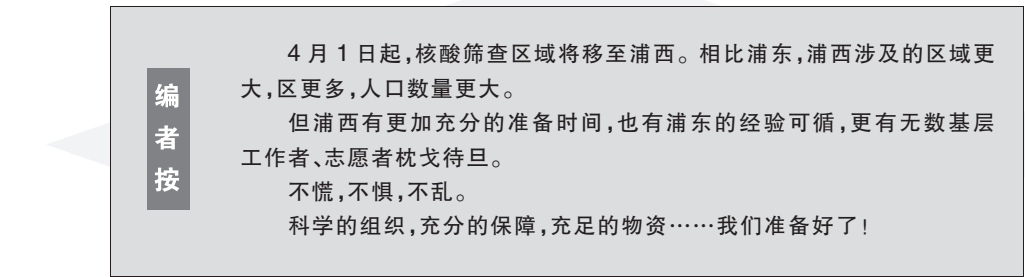 编者按
4月1日起,核酸筛查区域将移至浦西。相比浦东,浦西涉及的区域更
大,区更多,人口数量更大。
但浦西有更加充分的准备时间,也有浦东的经验可循,更有无数基层
工作者、志愿者枕戈待旦。
不慌,不惧,不乱。
科学的组织,充分的保障,充足的物资……我们准备好了!